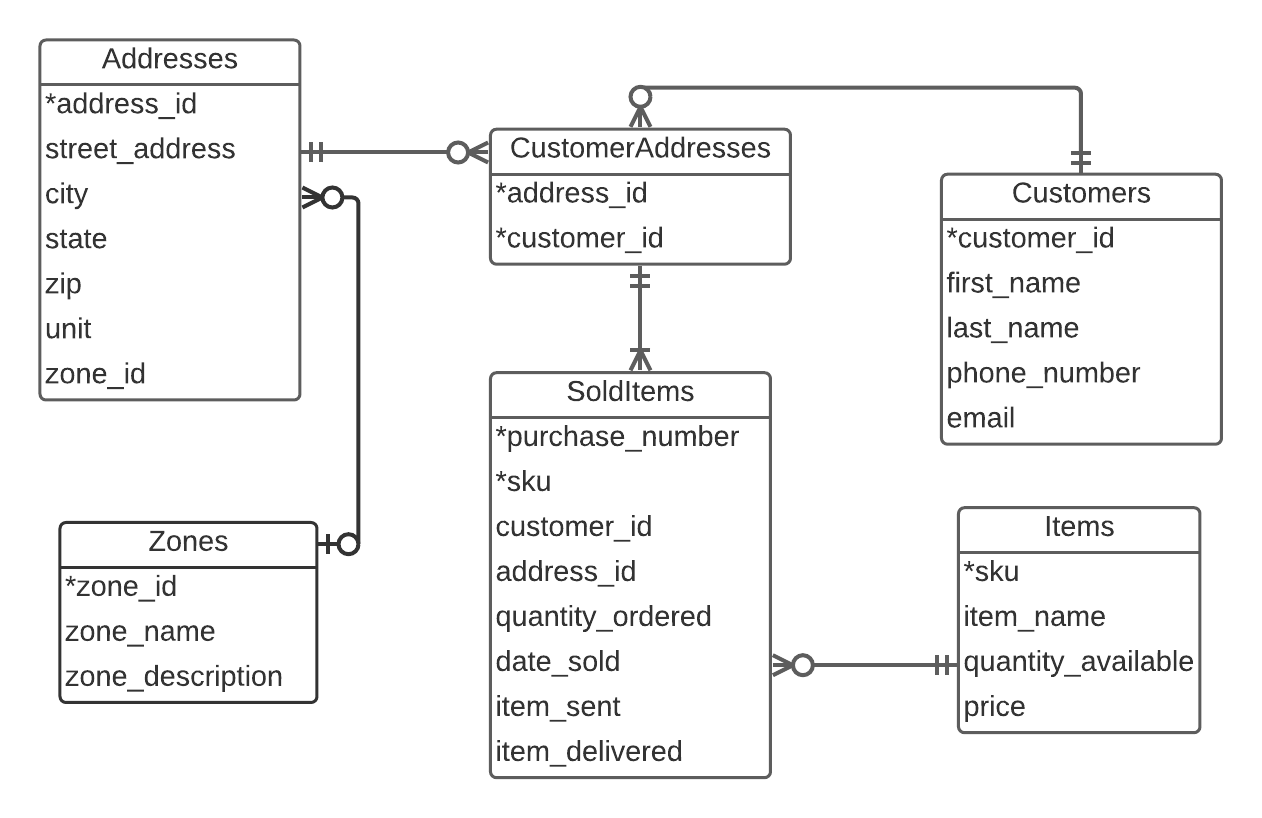 Addresses
*address_id
street_address
city
state
zip
unit
zone_id
CustomerAddresses
*address_id
*customer_id
Customers
*customer_id
first_name
last_name
phone_number
email
Zones
*zone_id
zone_name
zone_description
SoldItems
*purchase_number
*sku
customer_id
address_id
quantity_ordered
date_sold
item_sent
item_delivered
Items
*sku
item_name
quantity_available
price